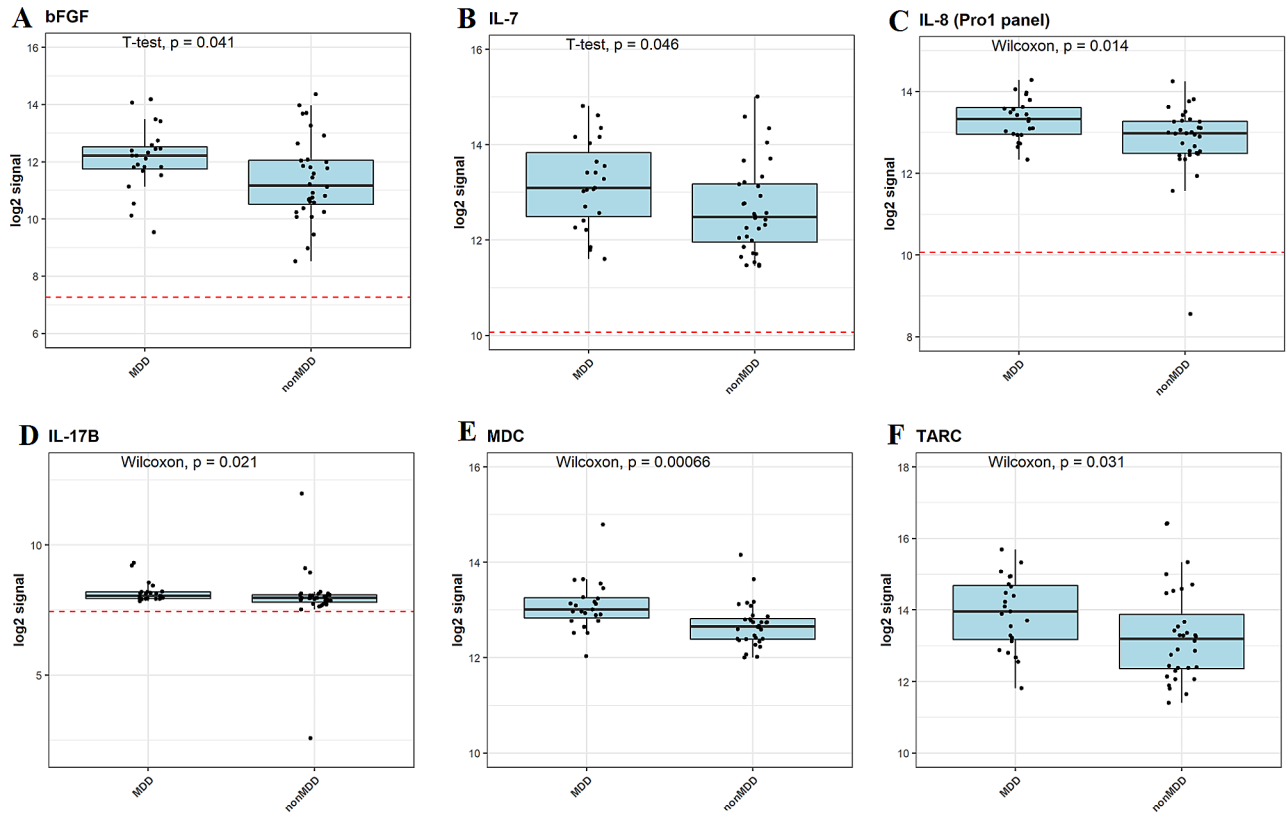 A bFGF
T-test, p = 0.041
log2 signal
16
14
12
10
8
6
MDD
nonMDD
B IL-7
T-test, p = 0.046
log2 signal
16
14
12
10
MDD
nonMDD
C IL-8 (Pro1 panel)
Wilcoxon, p = 0.014
log2 signal
14
12
10
8
MDD
nonMDD
D IL-17B
Wilcoxon, p = 0.021
log2 signal
10
5
MDD
nonMDD
E MDC
Wilcoxon, p = 0.00066
log2 signal
16
14
12
10
MDD
nonMDD
F TARC
Wilcoxon, p = 0.031
log2 signal
18
16
14
12
10
MDD
nonMDD